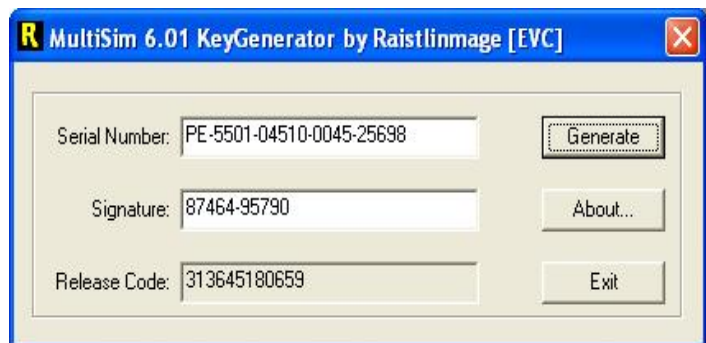 R MultiSim 6.01 KeyGenerator by Raistlinmage [EVC]
Serial Number: PE-5501-04510-0045-25698 Generate
Signature: 87464-95790 About...
Release Code: 313645180659 Exit